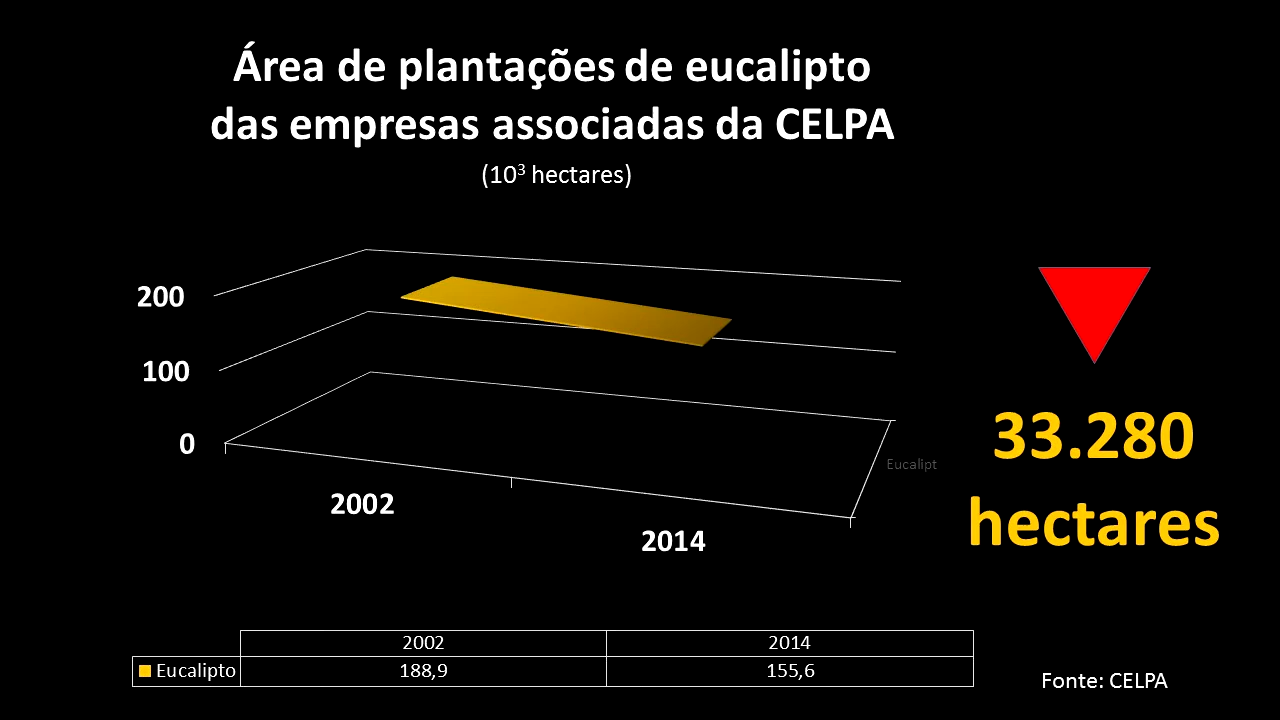 Área de plantações de eucalipto
das empresas associadas da CELPA
(10³ hectares)
200
100
0
2002
2014
Eucalipt
33.280
hectares
2002 2014
Eucalipto 188,9 155,6
Fonte: CELPA